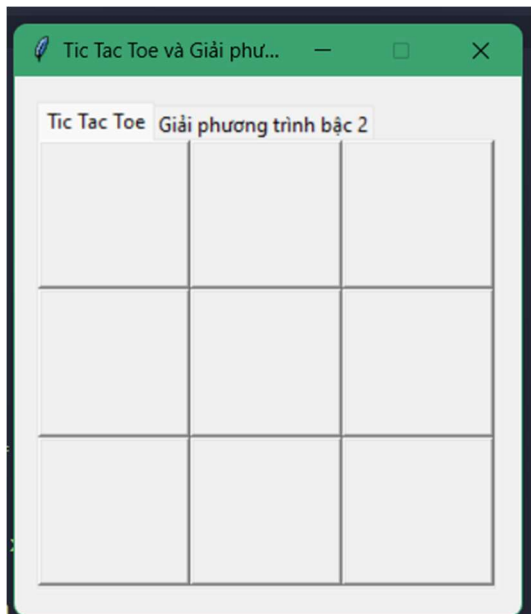 Tic Tac Toe và Giải phư...
Tic Tac Toe
Giải phương trình bậc 2